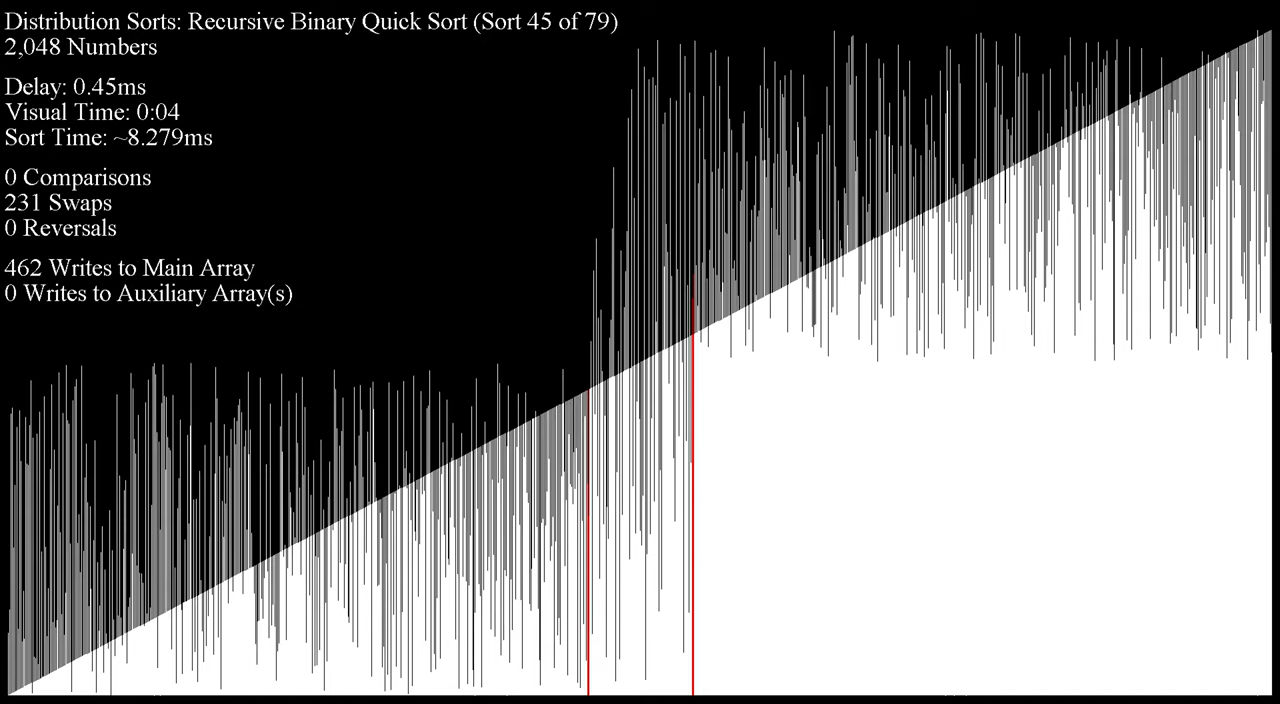 Distribution Sorts: Recursive Binary Quick Sort (Sort 45 of 79)
2,048 Numbers
Delay: 0.45ms
Visual Time: 0:04
Sort Time: ~8.279ms
0 Comparisons
231 Swaps
0 Reversals
462 Writes to Main Array
0 Writes to Auxiliary Array(s)